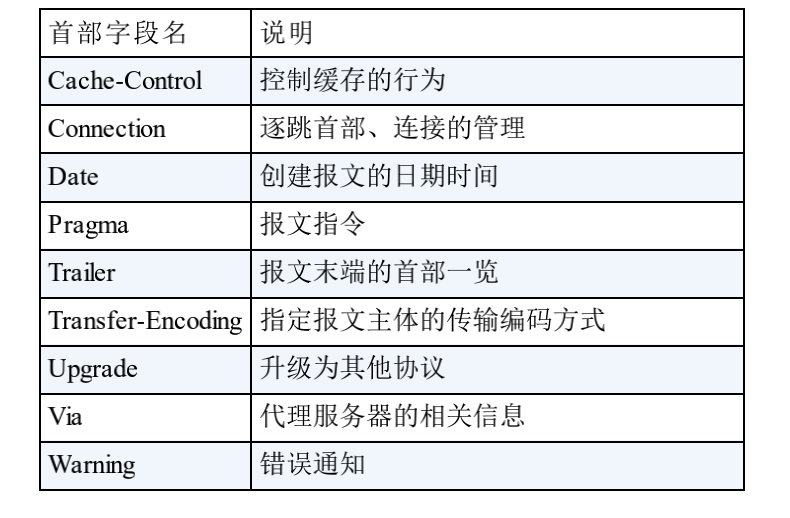 首部字段名 说明
Cache-Control 控制缓存的行为
Connection 逐跳首部、连接的管理
Date 创建报文的日期时间
Pragma 报文指令
Trailer 报文末端的首部一览
Transfer-Encoding 指定报文主体的传输编码方式
Upgrade 升级为其他协议
Via 代理服务器的相关信息
Warning 错误通知